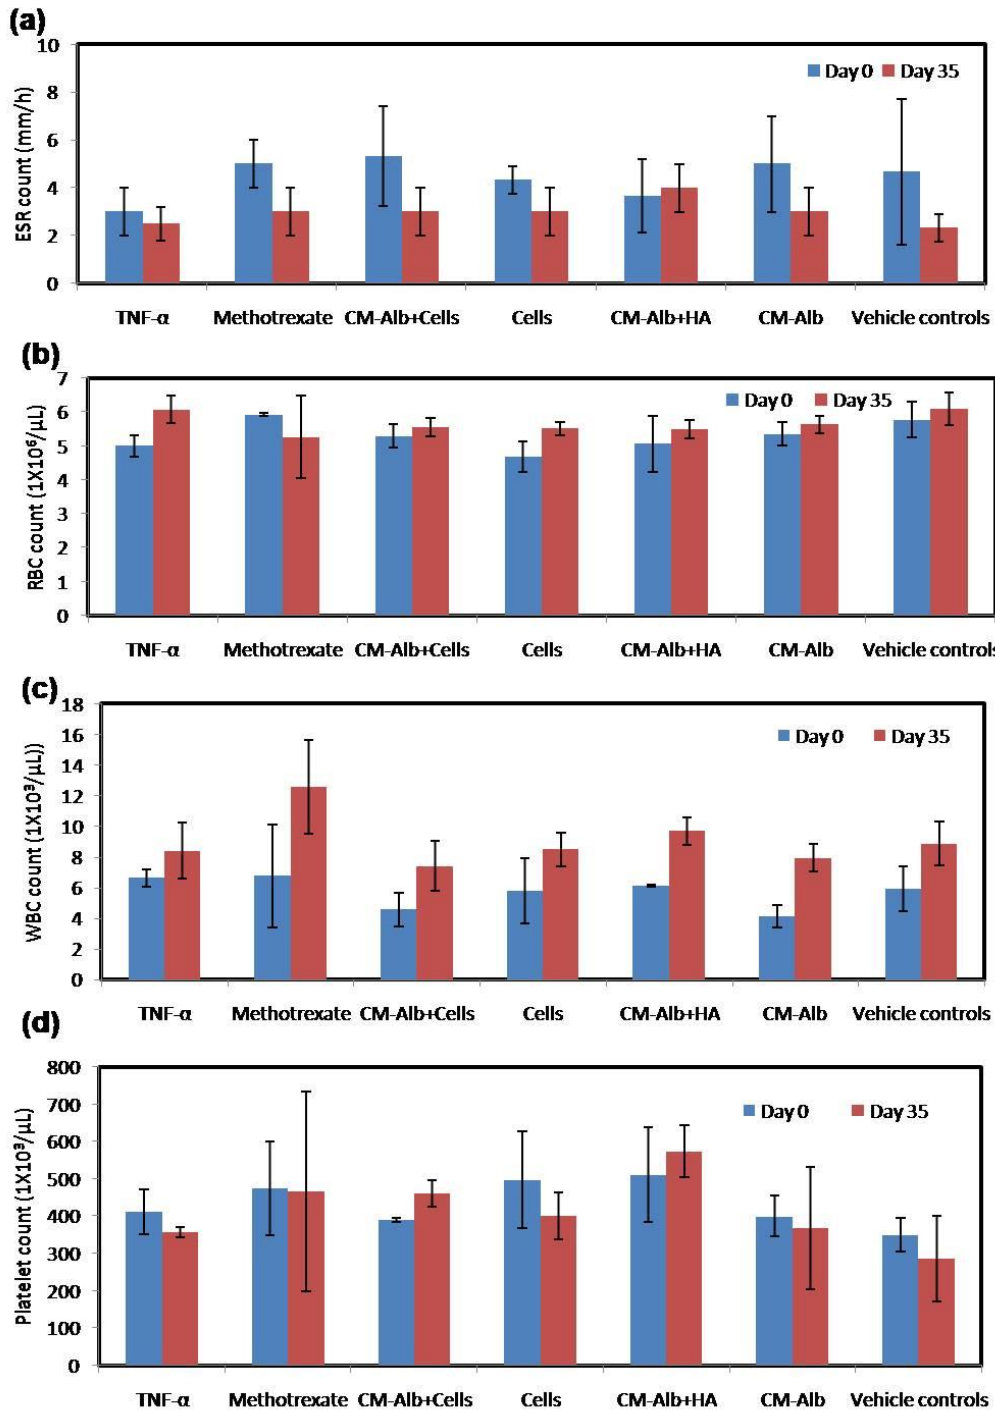 (a)
ESR count (mm/h)
10
8
6
4
2
0
Day 0 Day 35
TNF-α Methotrexate CM-Alb+Cells Cells CM-Alb+HA CM-Alb Vehicle controls
(b)
RBC count (1X10⁶/µL)
7
6
5
4
3
2
1
0
Day 0 Day 35
TNF-α Methotrexate CM-Alb+Cells Cells CM-Alb+HA CM-Alb Vehicle controls
(c)
WBC count (1X10³/µL))
18
16
14
12
10
8
6
4
2
0
Day 0 Day 35
TNF-α Methotrexate CM-Alb+Cells Cells CM-Alb+HA CM-Alb Vehicle controls
(d)
Platelet count (1X10³/µL)
800
700
600
500
400
300
200
100
0
Day 0 Day 35
TNF-α Methotrexate CM-Alb+Cells Cells CM-Alb+HA CM-Alb Vehicle controls